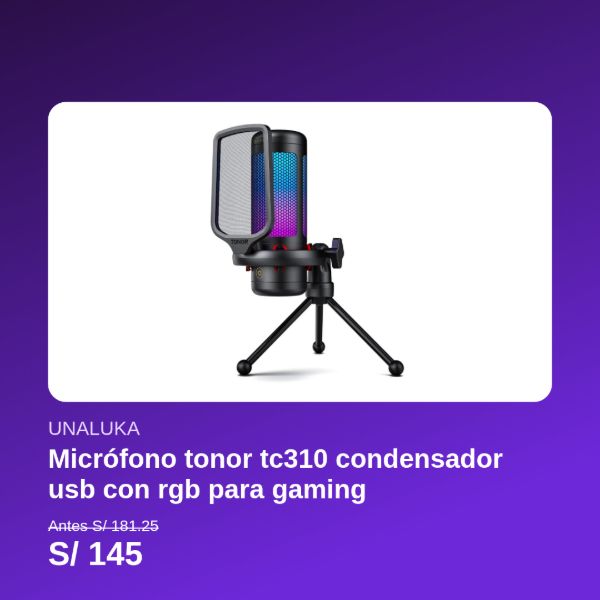 TONOR
UNALUKA
Micrófono tonor tc310 condensador
usb con rgb para gaming
Antes S/ 181.25
S/ 145